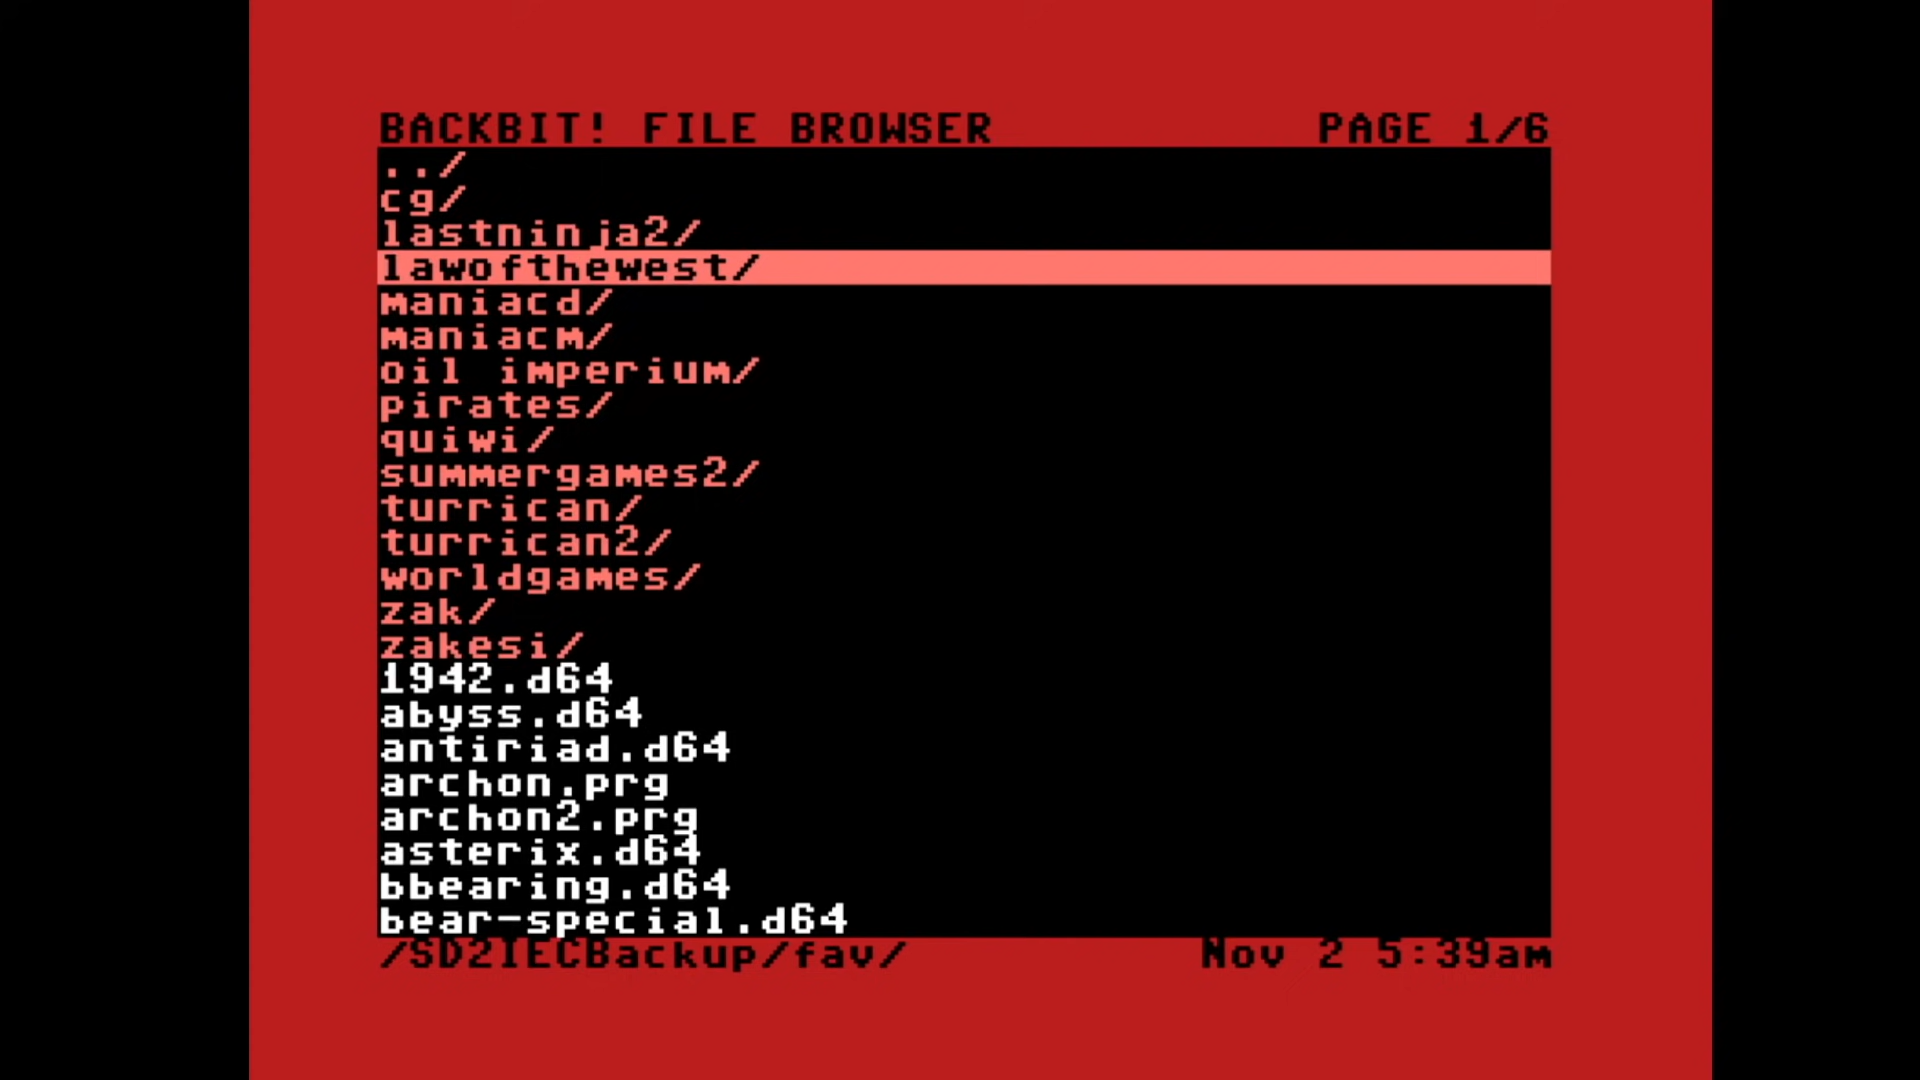 BACKBIT! FILE BROWSER PAGE 1/6
../
cg/
lastninja2/
lawofthewest/
maniacd/
maniacm/
oil imperium/
pirates/
quiwi/
summergames2/
turrican/
turrican2/
worldgames/
zak/
zakesi/
1942.d64
abyss.d64
antiriad.d64
archon.prg
archon2.prg
asterix.d64
bbearing.d64
bear-special.d64
/SD2IECBackup/fav/ Nov 2 5:39am